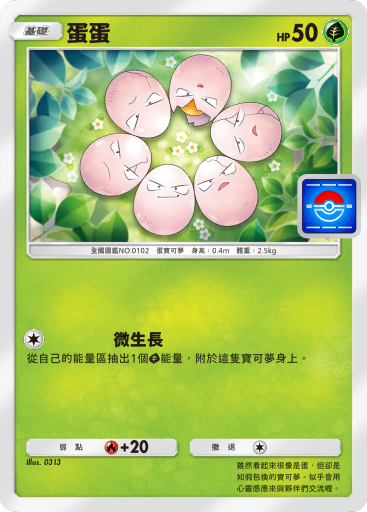 基礎 蛋蛋 HP 50
全國圖鑑NO.0102 蛋寶可夢 身高：0.4m 體重：2.5kg
微生長
從自己的能量區抽出1個能量，附於這隻寶可夢身上。
弱點 +20 撤退
Illus. 0313
雖然看起來很像是蛋，但卻是
如假包換的寶可夢。似乎會用
心靈感應來與夥伴們交流喔。